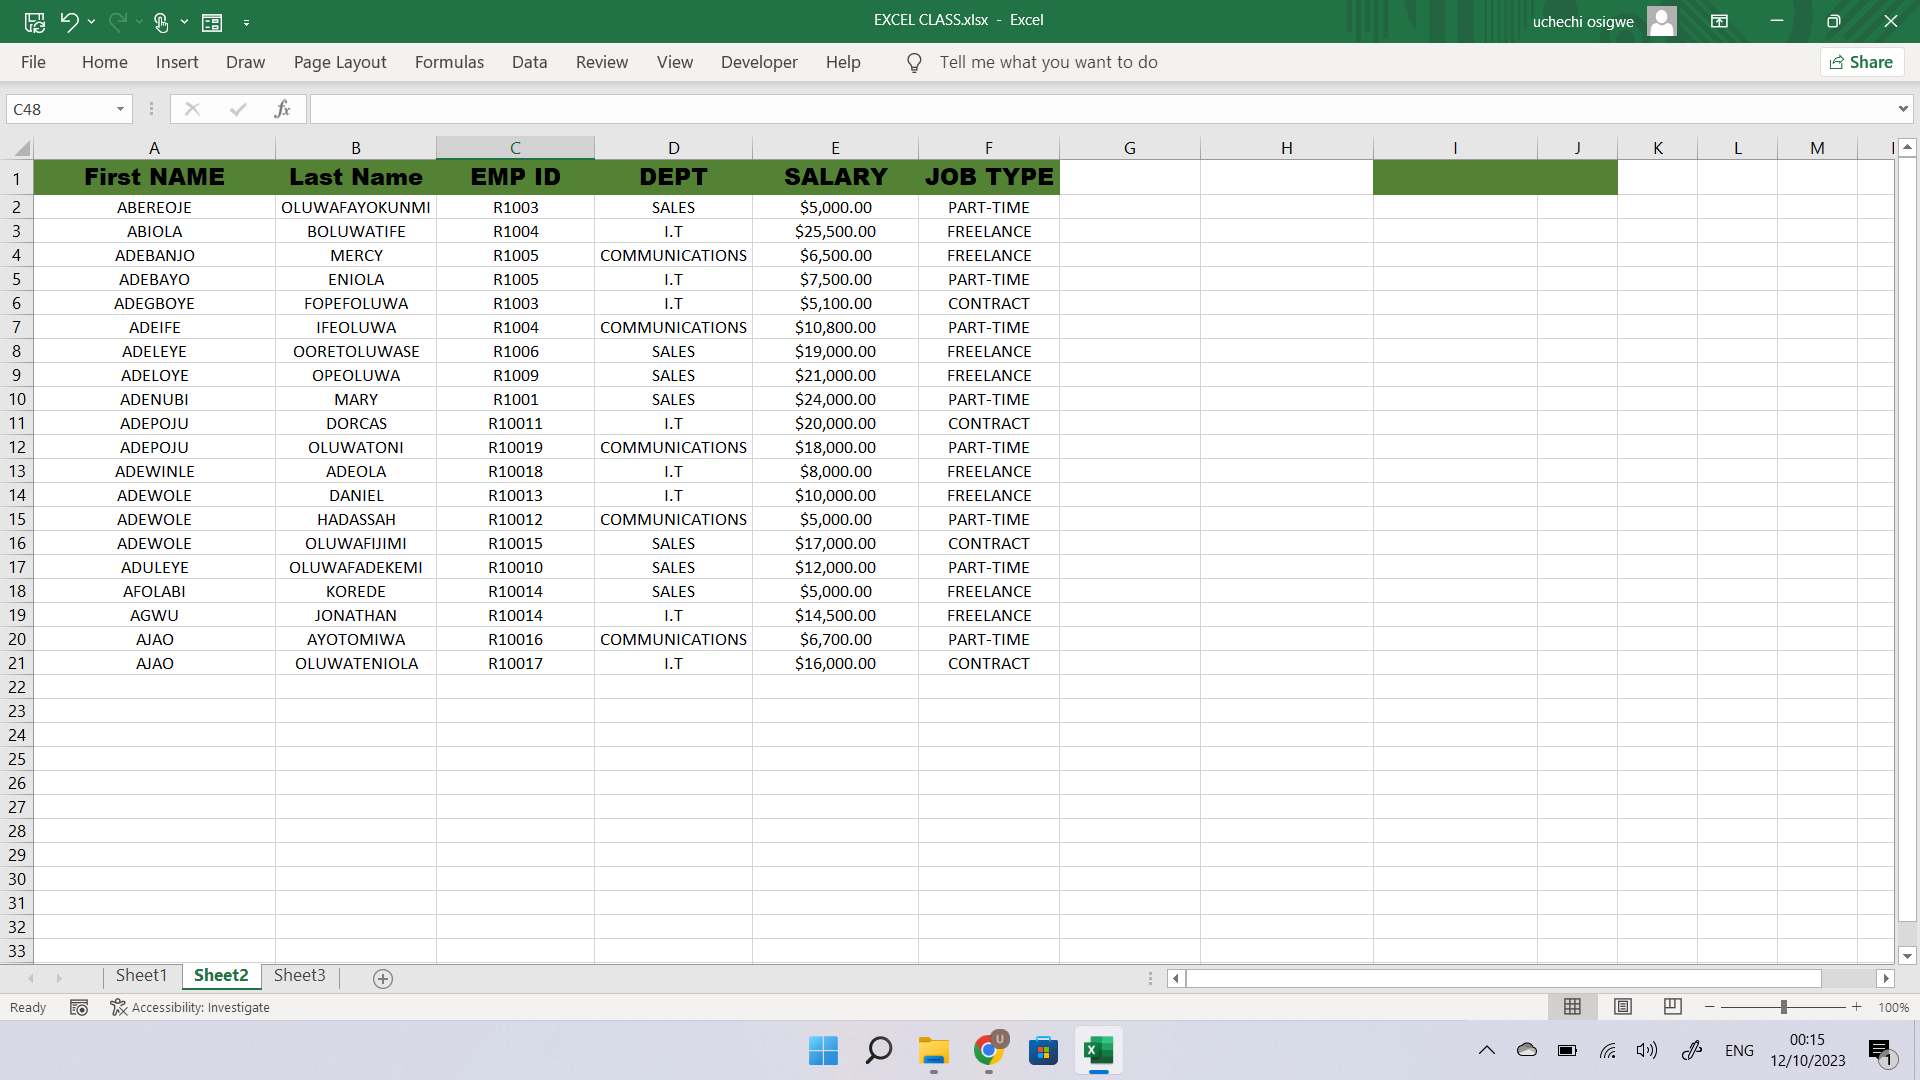 EXCEL CLASS.xlsx - Excel
uchechi osigwe
File Home Insert Draw Page Layout Formulas Data Review View Developer Help Tell me what you want to do Share
C48 fx
A B C D E F G H I J K L M
1 First NAME Last Name EMP ID DEPT SALARY JOB TYPE
2 ABEREOJE OLUWAFAYOKUNMI R1003 SALES $5,000.00 PART-TIME
3 ABIOLA BOLUWATIFE R1004 I.T $25,500.00 FREELANCE
4 ADEBANJO MERCY R1005 COMMUNICATIONS $6,500.00 FREELANCE
5 ADEBAYO ENIOLA R1005 I.T $7,500.00 PART-TIME
6 ADEGBOYE FOPEFOLUWA R1003 I.T $5,100.00 CONTRACT
7 ADEIFE IFEOLUWA R1004 COMMUNICATIONS $10,800.00 PART-TIME
8 ADELEYE OORETOLUWASE R1006 SALES $19,000.00 FREELANCE
9 ADELOYE OPEOLUWA R1009 SALES $21,000.00 FREELANCE
10 ADENUBI MARY R1001 SALES $24,000.00 PART-TIME
11 ADEPOJU DORCAS R10011 I.T $20,000.00 CONTRACT
12 ADEPOJU OLUWATONI R10019 COMMUNICATIONS $18,000.00 PART-TIME
13 ADEWINLE ADEOLA R10018 I.T $8,000.00 FREELANCE
14 ADEWOLE DANIEL R10013 I.T $10,000.00 FREELANCE
15 ADEWOLE HADASSAH R10012 COMMUNICATIONS $5,000.00 PART-TIME
16 ADEWOLE OLUWAFIJIMI R10015 SALES $17,000.00 CONTRACT
17 ADULEYE OLUWAFADEKEMI R10010 SALES $12,000.00 PART-TIME
18 AFOLABI KOREDE R10014 SALES $5,000.00 FREELANCE
19 AGWU JONATHAN R10014 I.T $14,500.00 FREELANCE
20 AJAO AYOTOMIWA R10016 COMMUNICATIONS $6,700.00 PART-TIME
21 AJAO OLUWATENIOLA R10017 I.T $16,000.00 CONTRACT
22
23
24
25
26
27
28
29
30
31
32
33
Sheet1 Sheet2 Sheet3
Ready Accessibility: Investigate 100%
U
ENG
00:15
12/10/2023
1